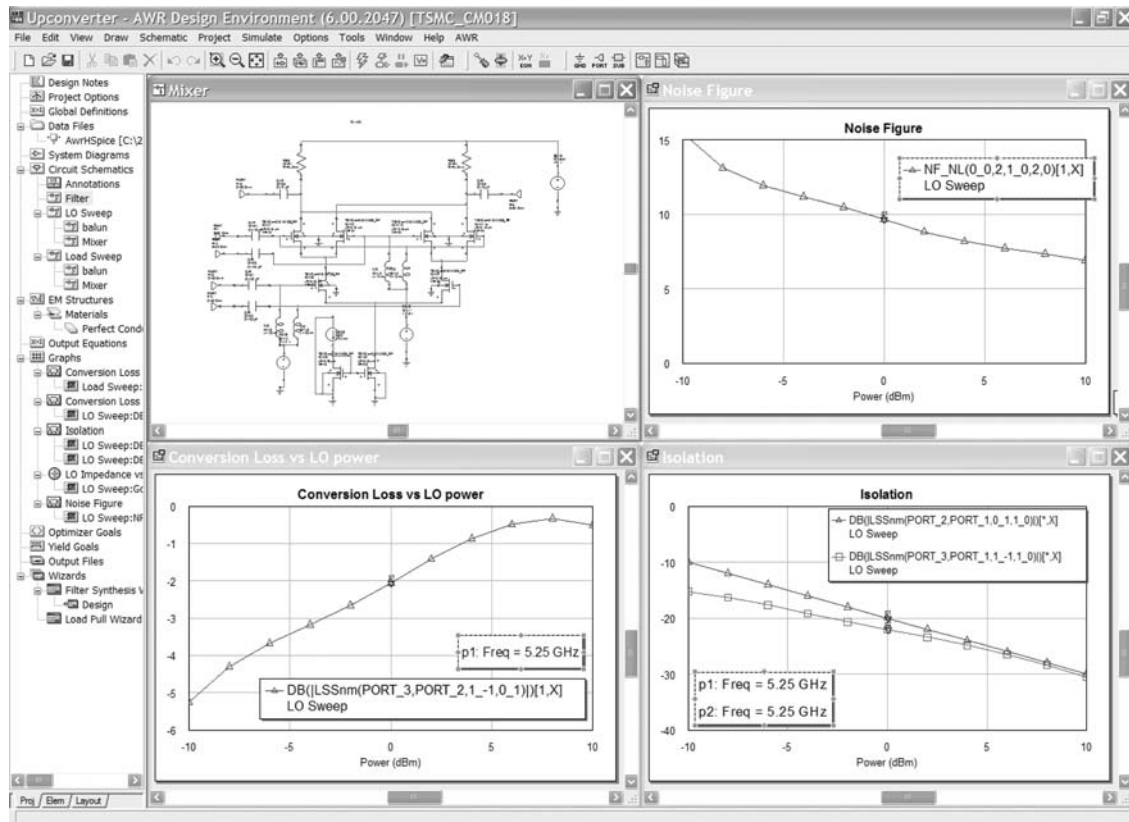 Upconverter - AWR Design Environment (6.00.2047) [TSMC_CM018]
File Edit View Draw Schematic Project Simulate Options Tools Window Help AWR
Design Notes
Project Options
Global Definitions
Data Files
AwrHSpice [C:\2
System Diagrams
Circuit Schematics
Annotations
Filter
LO Sweep
balun
Mixer
Load Sweep
balun
Mixer
EM Structures
Materials
Perfect Cond
Output Equations
Graphs
Conversion Loss
Load Sweep:
Conversion Loss
LO Sweep:DE
Isolation
LO Sweep:DE
LO Sweep:DE
LO Impedance vs
LO Sweep:Gc
Noise Figure
LO Sweep:NF
Optimizer Goals
Yield Goals
Output Files
Wizards
Filter Synthesis V
Design
Load Pull Wizard
Proj Elem Layout
Mixer
Noise Figure
Noise Figure
15
10
5
0
NF_NL(0_0,2,1_0,2,0)[1,X]
LO Sweep
-10 -5 0 5 10
Power (dBm)
Conversion Loss vs LO power
Conversion Loss vs LO power
0
-1
-2
-3
-4
-5
-6
p1: Freq = 5.25 GHz
DB(|LSSnm(PORT_3,PORT_2,1_-1,0_1)|)[1,X]
LO Sweep
-10 -5 0 5 10
Power (dBm)
Isolation
Isolation
0
-10
-20
-30
-40
DB(|LSSnm(PORT_2,PORT_1,0_1,1_0)|)[*,X]
LO Sweep
DB(|LSSnm(PORT_3,PORT_1,1_-1,1_0)|)[*,X]
LO Sweep
p1: Freq = 5.25 GHz
p2: Freq = 5.25 GHz
-10 -5 0 5 10
Power (dBm)